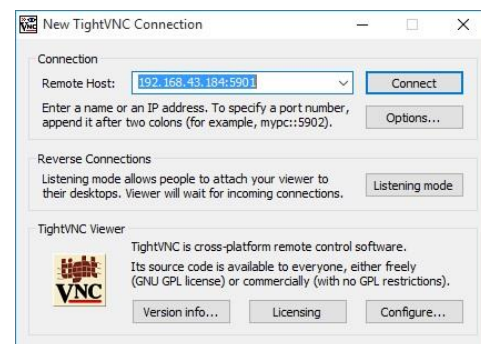 New TightVNC Connection
Connection
Remote Host: 192.168.43.184:5901
Connect
Enter a name or an IP address. To specify a port number,
append it after two colons (for example, mypc::5902).
Options...
Reverse Connections
Listening mode allows people to attach your viewer to
their desktops. Viewer will wait for incoming connections.
Listening mode
TightVNC Viewer
tight
VNC
TightVNC is cross-platform remote control software.
Its source code is available to everyone, either freely
(GNU GPL license) or commercially (with no GPL restrictions).
Version info...
Licensing
Configure...